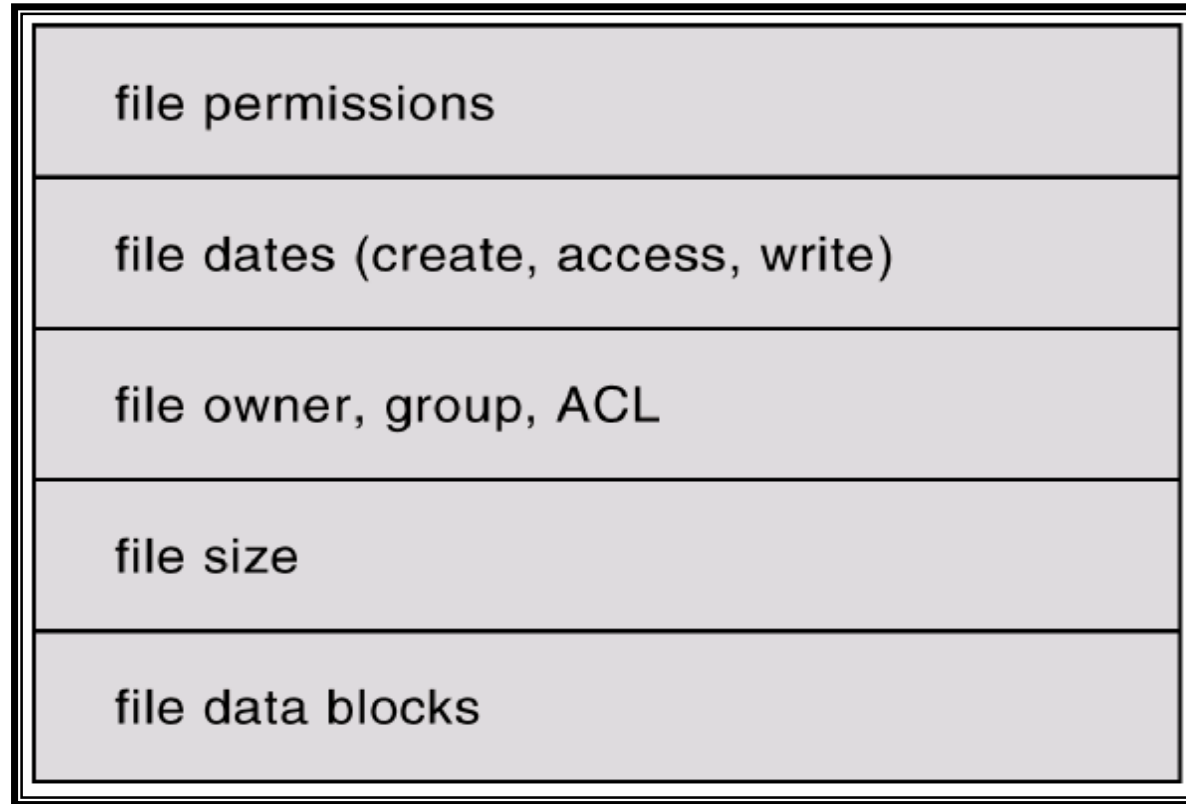 file permissions
file dates (create, access, write)
file owner, group, ACL
file size
file data blocks